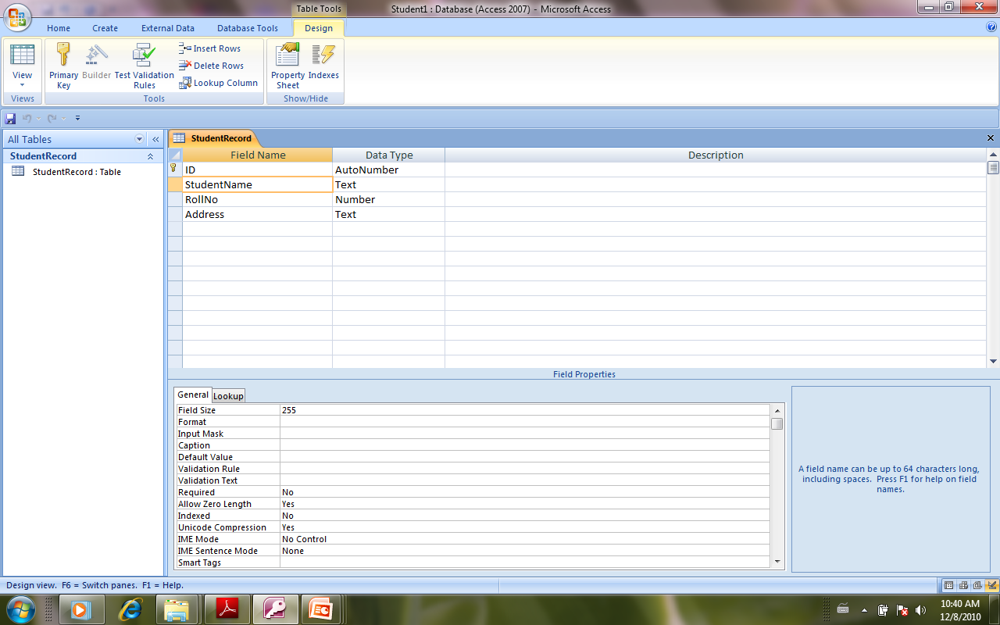 Table Tools
Student1 : Database (Access 2007) - Microsoft Access
Home Create External Data Database Tools Design
View
Views
Primary Key
Builder
Test Validation Rules
Insert Rows
Delete Rows
Lookup Column
Tools
Property Sheet
Indexes
Show/Hide
All Tables
StudentRecord
StudentRecord : Table
StudentRecord
Field Name Data Type Description
ID AutoNumber
StudentName Text
RollNo Number
Address Text
Field Properties
General Lookup
Field Size 255
Format
Input Mask
Caption
Default Value
Validation Rule
Validation Text
Required No
Allow Zero Length Yes
Indexed No
Unicode Compression Yes
IME Mode No Control
IME Sentence Mode None
Smart Tags
A field name can be up to 64 characters long,
including spaces. Press F1 for help on field
names.
Design view. F6 = Switch panes. F1 = Help.
10:40 AM
12/8/2010